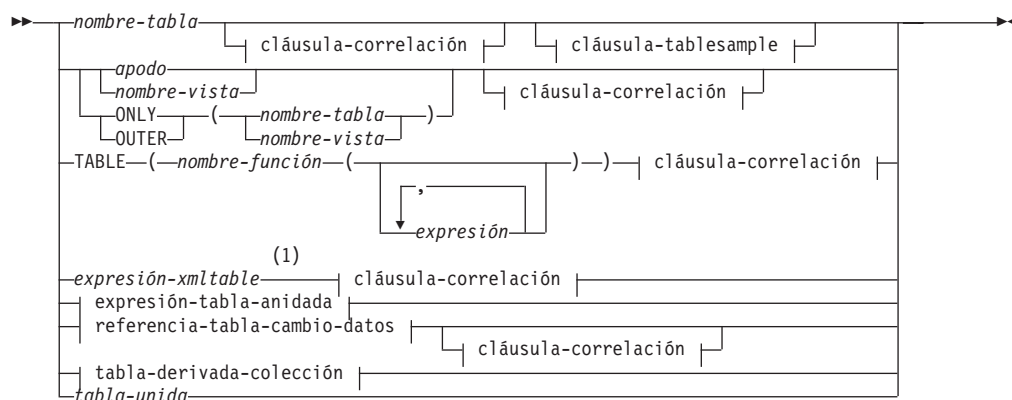 nombre-tabla
cláusula-correlación cláusula-tablesample
apodo
nombre-vista cláusula-correlación
ONLY ( nombre-tabla )
OUTER nombre-vista
TABLE ( nombre-función ( ) ) cláusula-correlación
,
expresión
(1)
expresión-xmltable cláusula-correlación
expresión-tabla-anidada
referencia-tabla-cambio-datos
cláusula-correlación
tabla-derivada-colección
tabla-unida